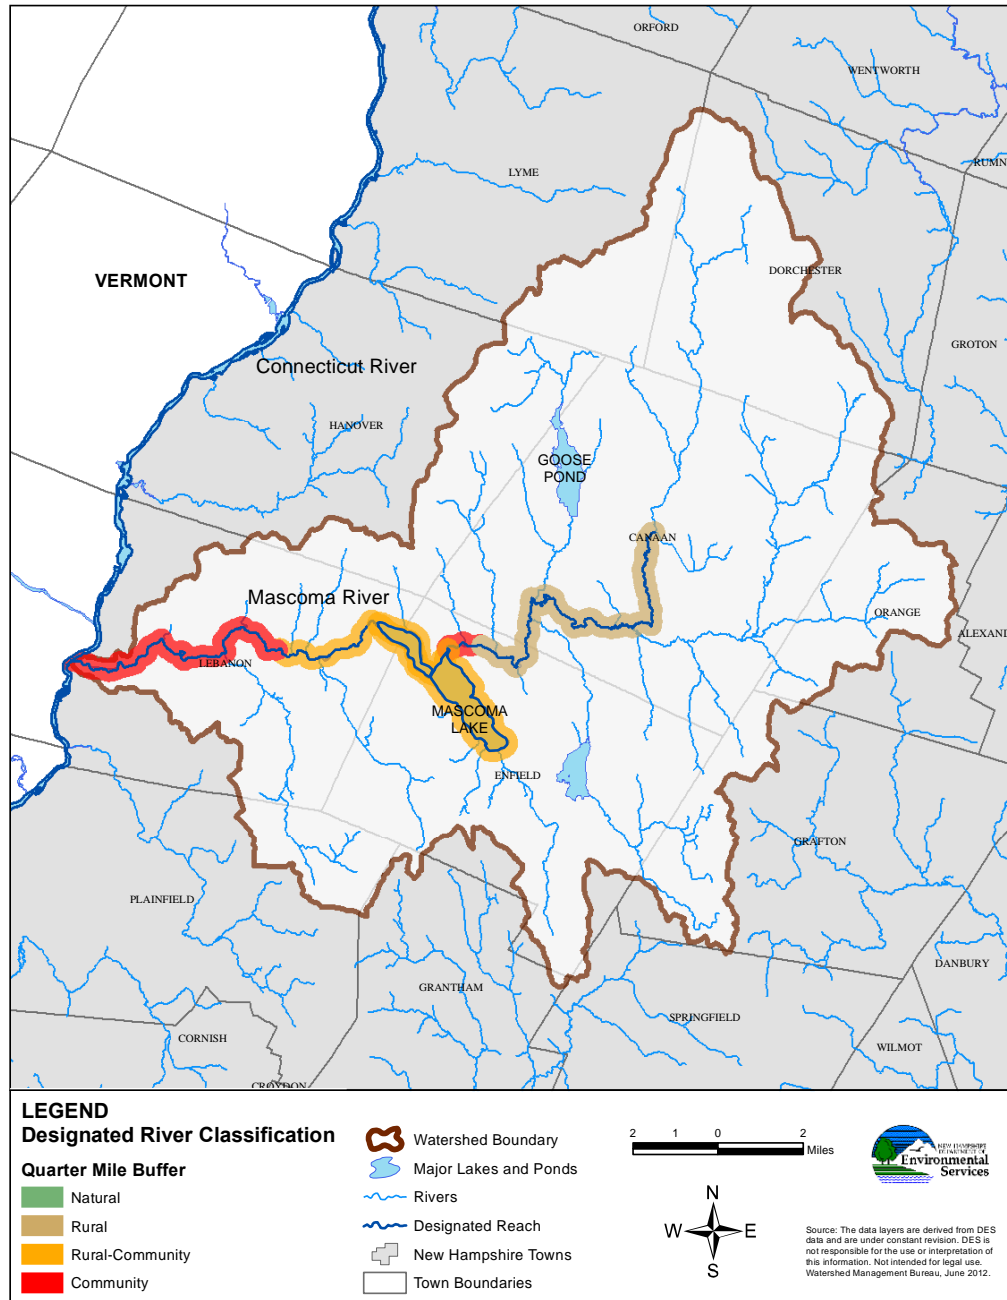 ORFORD
WENTWORTH
RUMN
LYME
VERMONT
DORCHESTER
GROTON
Connecticut River
HANOVER
GOOSE
POND
CANAAN
Mascoma River
ORANGE
ALEXAND
LEBANON
MASCOMA
LAKE
ENFIELD
GRAFTON
PLAINFIELD
DANBURY
GRANTHAM
SPRINGFIELD
CORNISH
WILMOT
CROYDON
LEGEND
Designated River Classification
Quarter Mile Buffer
Natural
Rural
Rural-Community
Community
Watershed Boundary
Major Lakes and Ponds
Rivers
Designated Reach
New Hampshire Towns
Town Boundaries
2 1 0 2
Miles
N
W E
S
NEW HAMPSHIRE
DEPARTMENT OF
Environmental
Services
Source: The data layers are derived from DES
data and are under constant revision. DES is
not responsible for the use or interpretation of
this information. Not intended for legal use.
Watershed Management Bureau, June 2012.